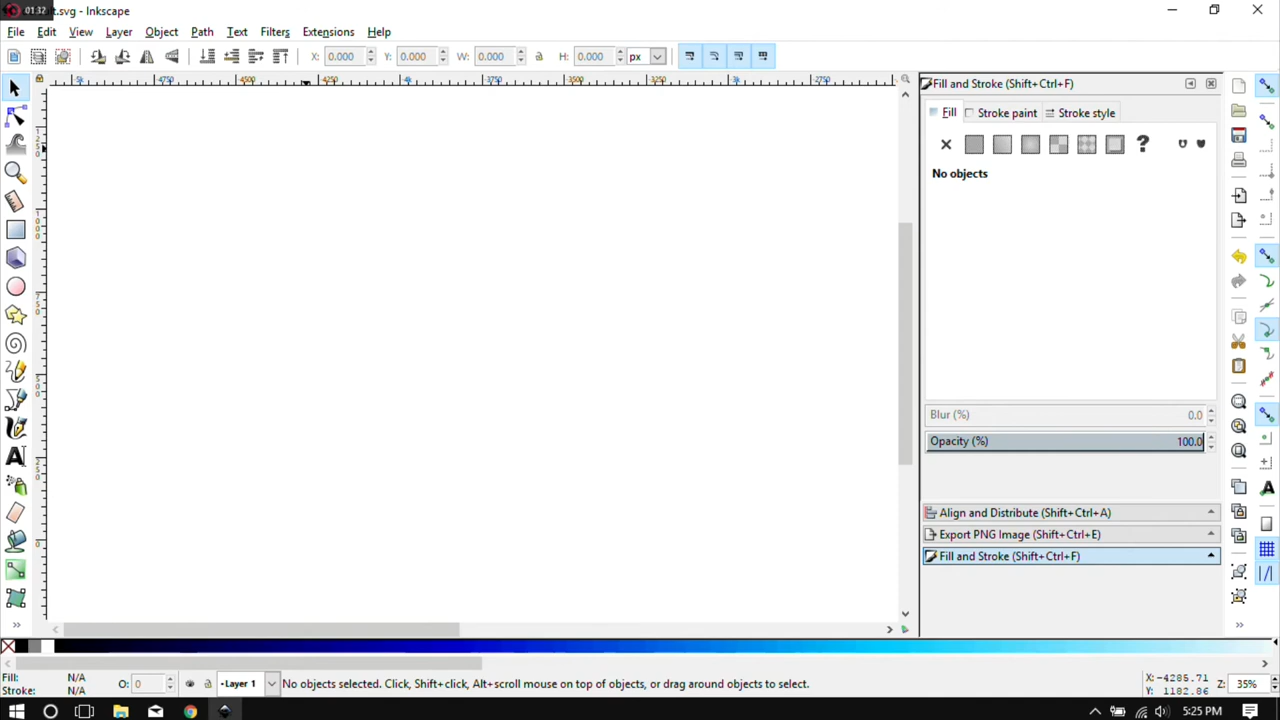 01:32
.svg - Inkscape
File Edit View Layer Object Path Text Filters Extensions Help
X: 0.000 Y: 0.000 W: 0.000 H: 0.000 px
Fill and Stroke (Shift+Ctrl+F)
Fill Stroke paint Stroke style
No objects
Blur (%) 0.0
Opacity (%) 100.0
Align and Distribute (Shift+Ctrl+A)
Export PNG Image (Shift+Ctrl+E)
Fill and Stroke (Shift+Ctrl+F)
Fill: N/A
Stroke: N/A
O: 0
Layer 1
No objects selected. Click, Shift+click, Alt+scroll mouse on top of objects, or drag around objects to select.
X:-4285.71
Y: 1182.86
Z: 35%
5:25 PM